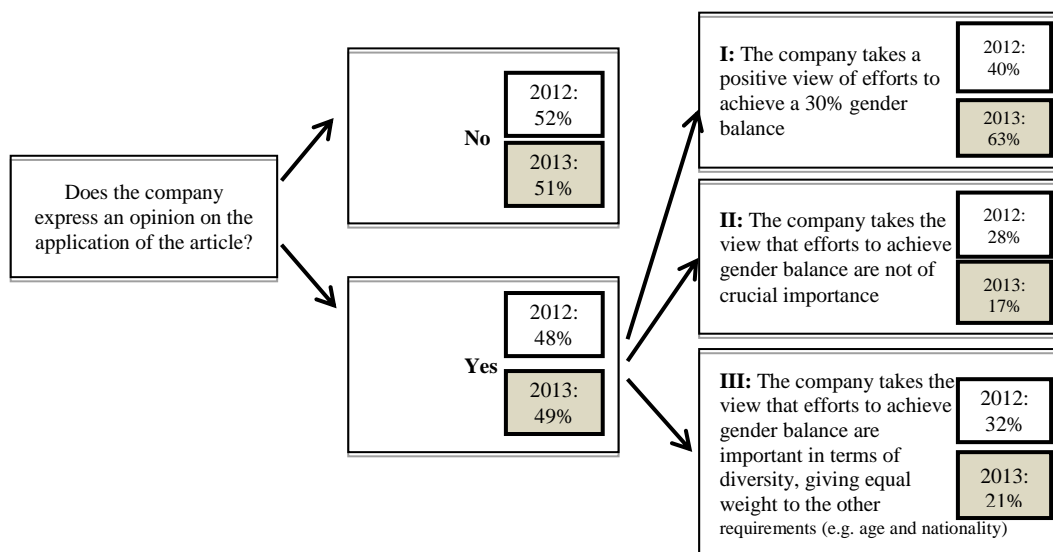 Does the company
express an opinion on the
application of the article?
No
2012:
52%
2013:
51%
Yes
2012:
48%
2013:
49%
I: The company takes a
positive view of efforts to
achieve a 30% gender
balance
2012:
40%
2013:
63%
II: The company takes the
view that efforts to achieve
gender balance are not of
crucial importance
2012:
28%
2013:
17%
III: The company takes the
view that efforts to achieve
gender balance are
important in terms of
diversity, giving equal
weight to the other
requirements (e.g. age and nationality)
2012:
32%
2013:
21%